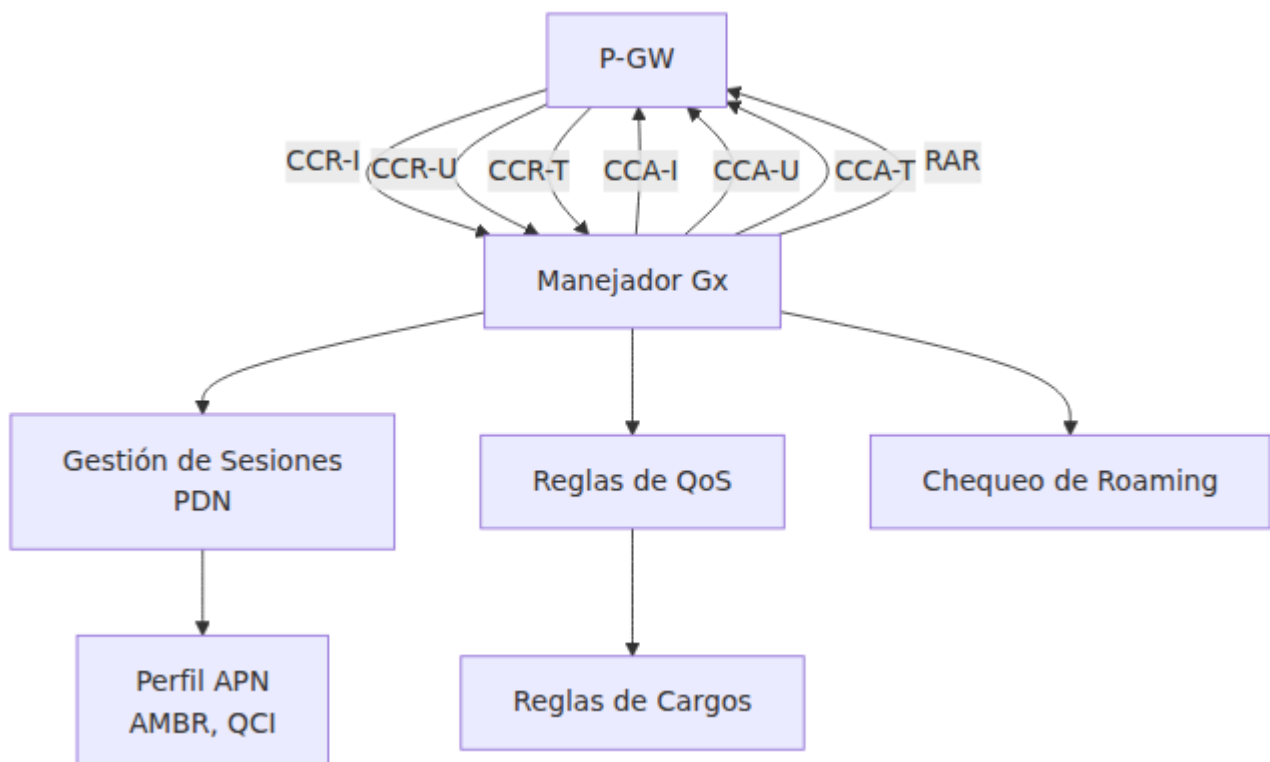 P-GW
CCR-I
CCR-U
CCR-T
CCA-I
CCA-U
CCA-T
RAR
Manejador Gx
Gestión de Sesiones
PDN
Reglas de QoS
Chequeo de Roaming
Perfil APN
AMBR, QCI
Reglas de Cargos